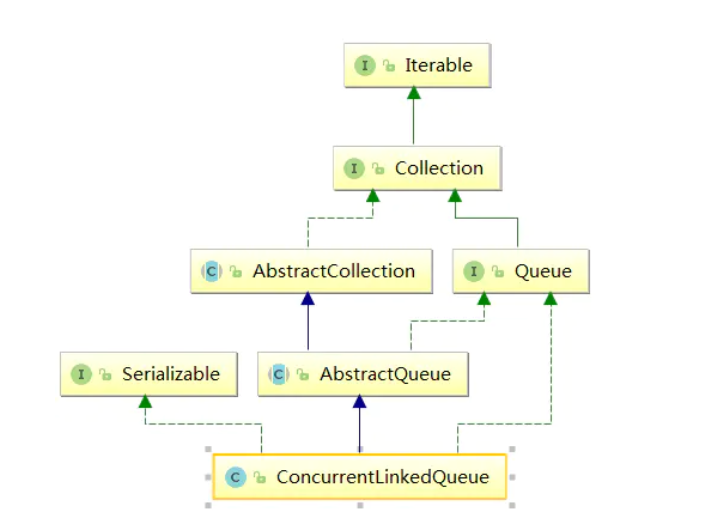 I Iterable
I Collection
C AbstractCollection
I Queue
I Serializable
C AbstractQueue
C ConcurrentLinkedQueue